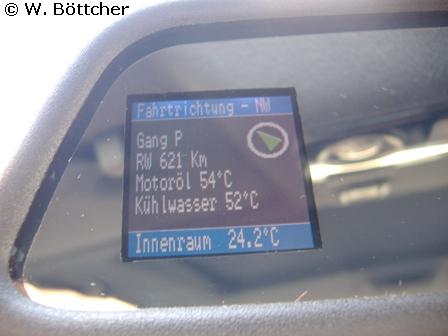 © W. Böttcher
Fahrtrichtung - NW
Gang P
RW 621 Km
Motoröl 54°C
Kühlwasser 52°C
Innenraum 24.2°C